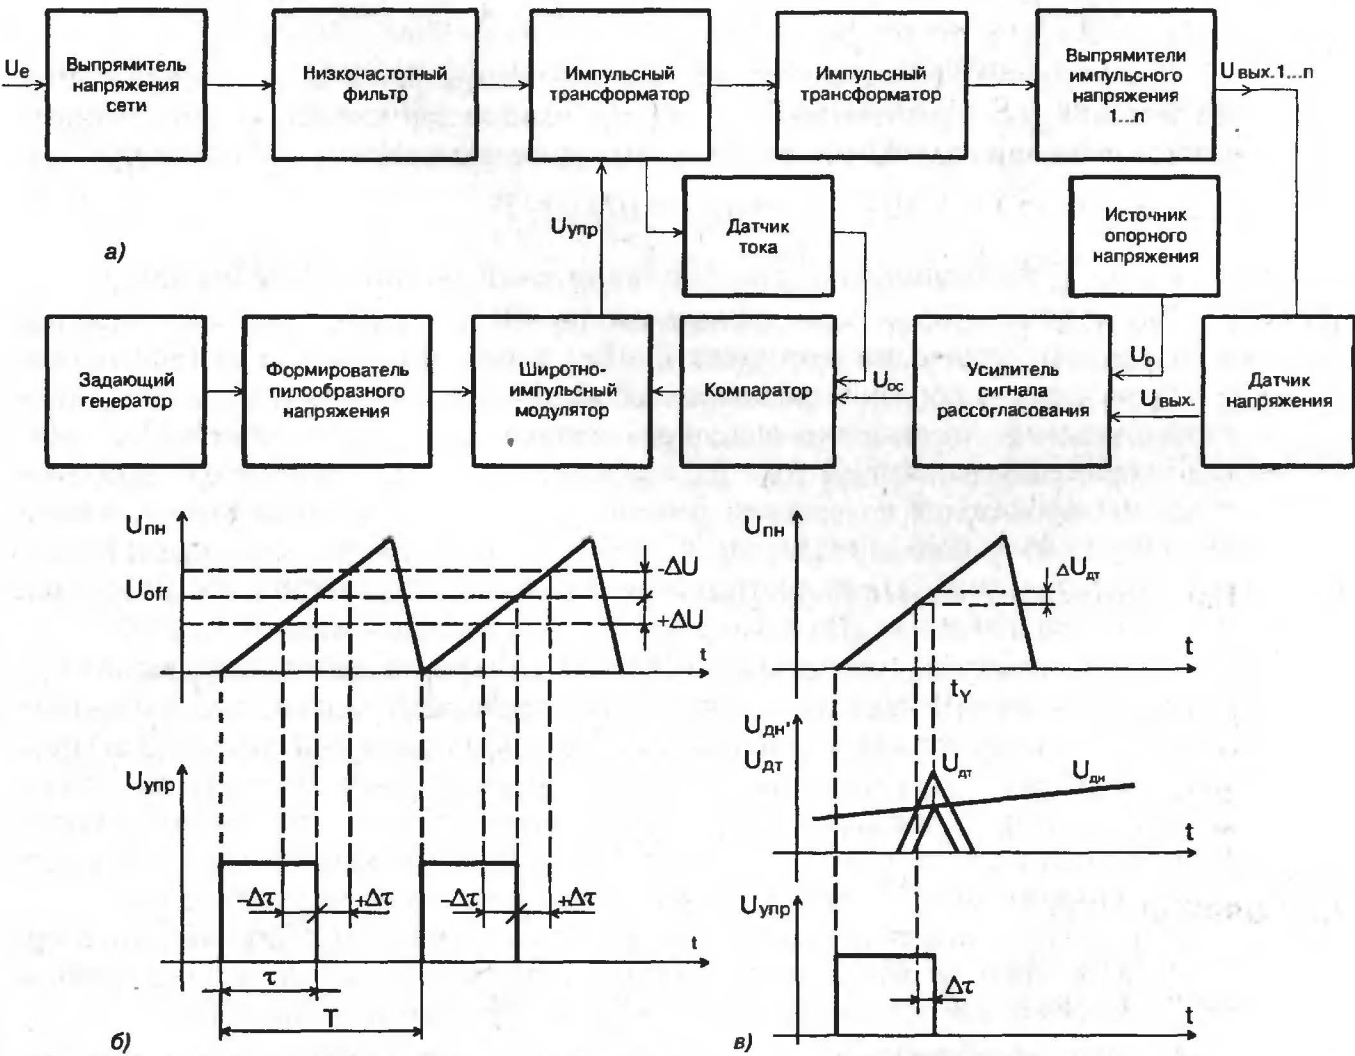 Uе
Выпрямитель
напряжения
сети
Низкочастотный
фильтр
Импульсный
трансформатор
Импульсный
трансформатор
Выпрямители
импульсного
напряжения
1...n
Uвых.1...n
а)
Uупр
Датчик
тока
Источник
опорного
напряжения
Задающий
генератор
Формирователь
пилообразного
напряжения
Широтно-
импульсный
модулятор
Компаратор
Uос
Усилитель
сигнала
рассогласования
Uо
Uвых.
Датчик
напряжения
Uпн
-ΔU
Uoff
+ΔU
t
Uупр
-Δτ
+Δτ
-Δτ
+Δτ
t
τ
T
б)
Uпн
ΔUдт
t
tY
Uдн'
Uдт
Uдт
Uдн
t
Uупр
Δτ
t
в)